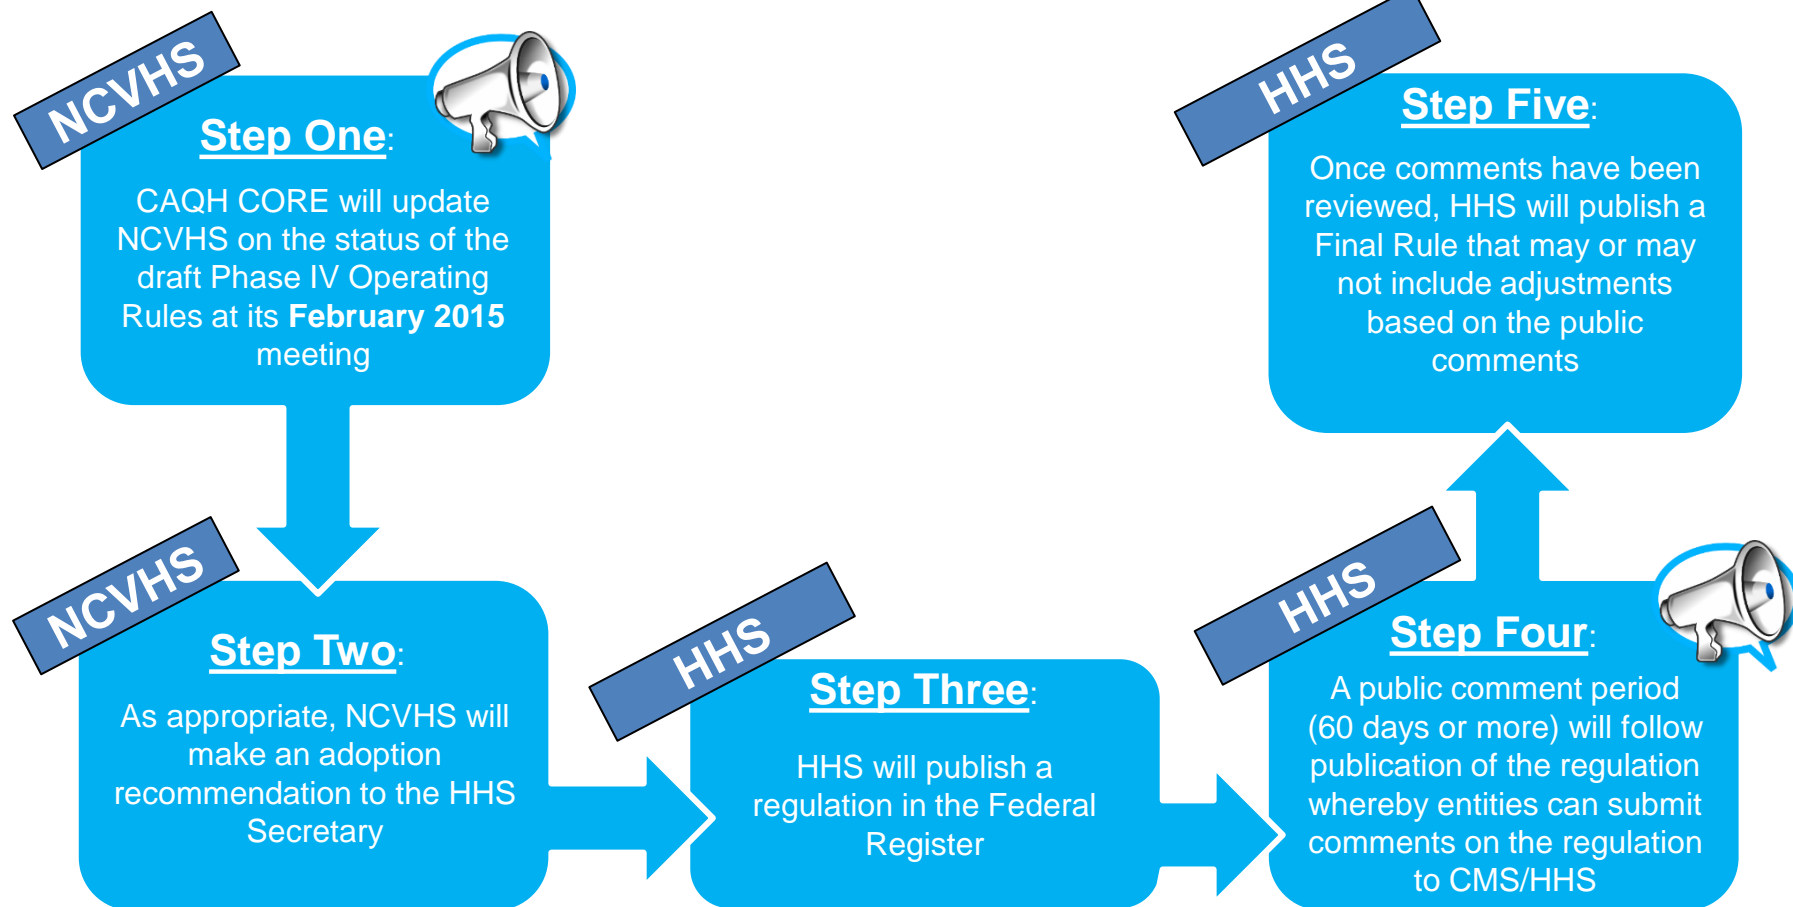 NCVHS
Step One:
CAQH CORE will update
NCVHS on the status of the
draft Phase IV Operating
Rules at its February 2015
meeting
NCVHS
Step Two:
As appropriate, NCVHS will
make an adoption
recommendation to the HHS
Secretary
HHS
Step Three:
HHS will publish a
regulation in the Federal
Register
HHS
Step Four:
A public comment period
(60 days or more) will follow
publication of the regulation
whereby entities can submit
comments on the regulation
to CMS/HHS
HHS
Step Five:
Once comments have been
reviewed, HHS will publish a
Final Rule that may or may
not include adjustments
based on the public
comments